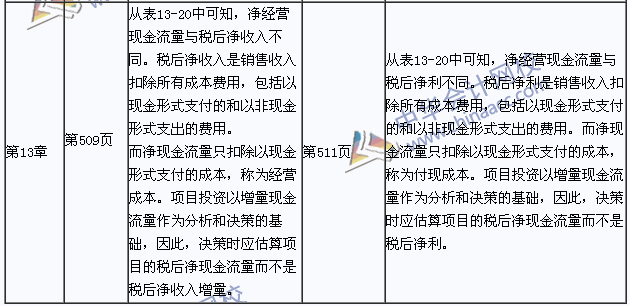 第13章
第509页
从表13-20中可知，净经营
现金流量与税后净收入不
同。税后净收入是销售收入
扣除所有成本费用，包括以
现金形式支付的和以非现金
形式支出的费用。
而净现金流量只扣除以现金
形式支付的成本，称为经营
成本。项目投资以增量现金
流量作为分析和决策的基
础，因此，决策时应估算项
目的税后净现金流量而不是
税后净收入增量。
第511页
从表13-20中可知，净经营现金流量与
税后净利不同。税后净利是销售收入扣
除所有成本费用，包括以现金形式支付
的和以非现金形式支出的费用。而净现
金流量只扣除以现金形式支付的成本，
称为付现成本。项目投资以增量现金流
量作为分析和决策的基础，因此，决策
时应估算项目的税后净现金流量而不是
税后净利。
中华会计网校
www.chinaacc.com